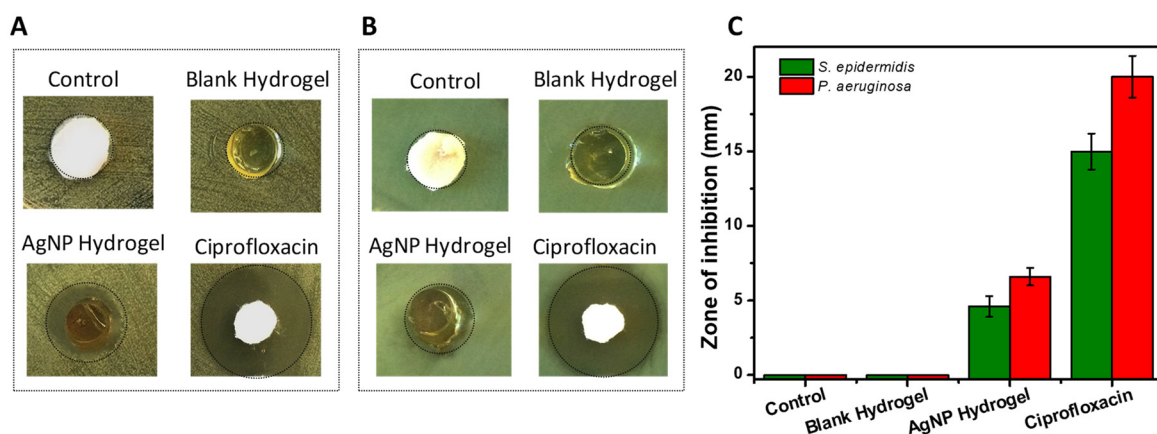 A
Control
Blank Hydrogel
AgNP Hydrogel
Ciprofloxacin
B
Control
Blank Hydrogel
AgNP Hydrogel
Ciprofloxacin
C
Zone of inhibition (mm)
20
15
10
5
0
S. epidermidis
P. aeruginosa
Control
Blank Hydrogel
AgNP Hydrogel
Ciprofloxacin